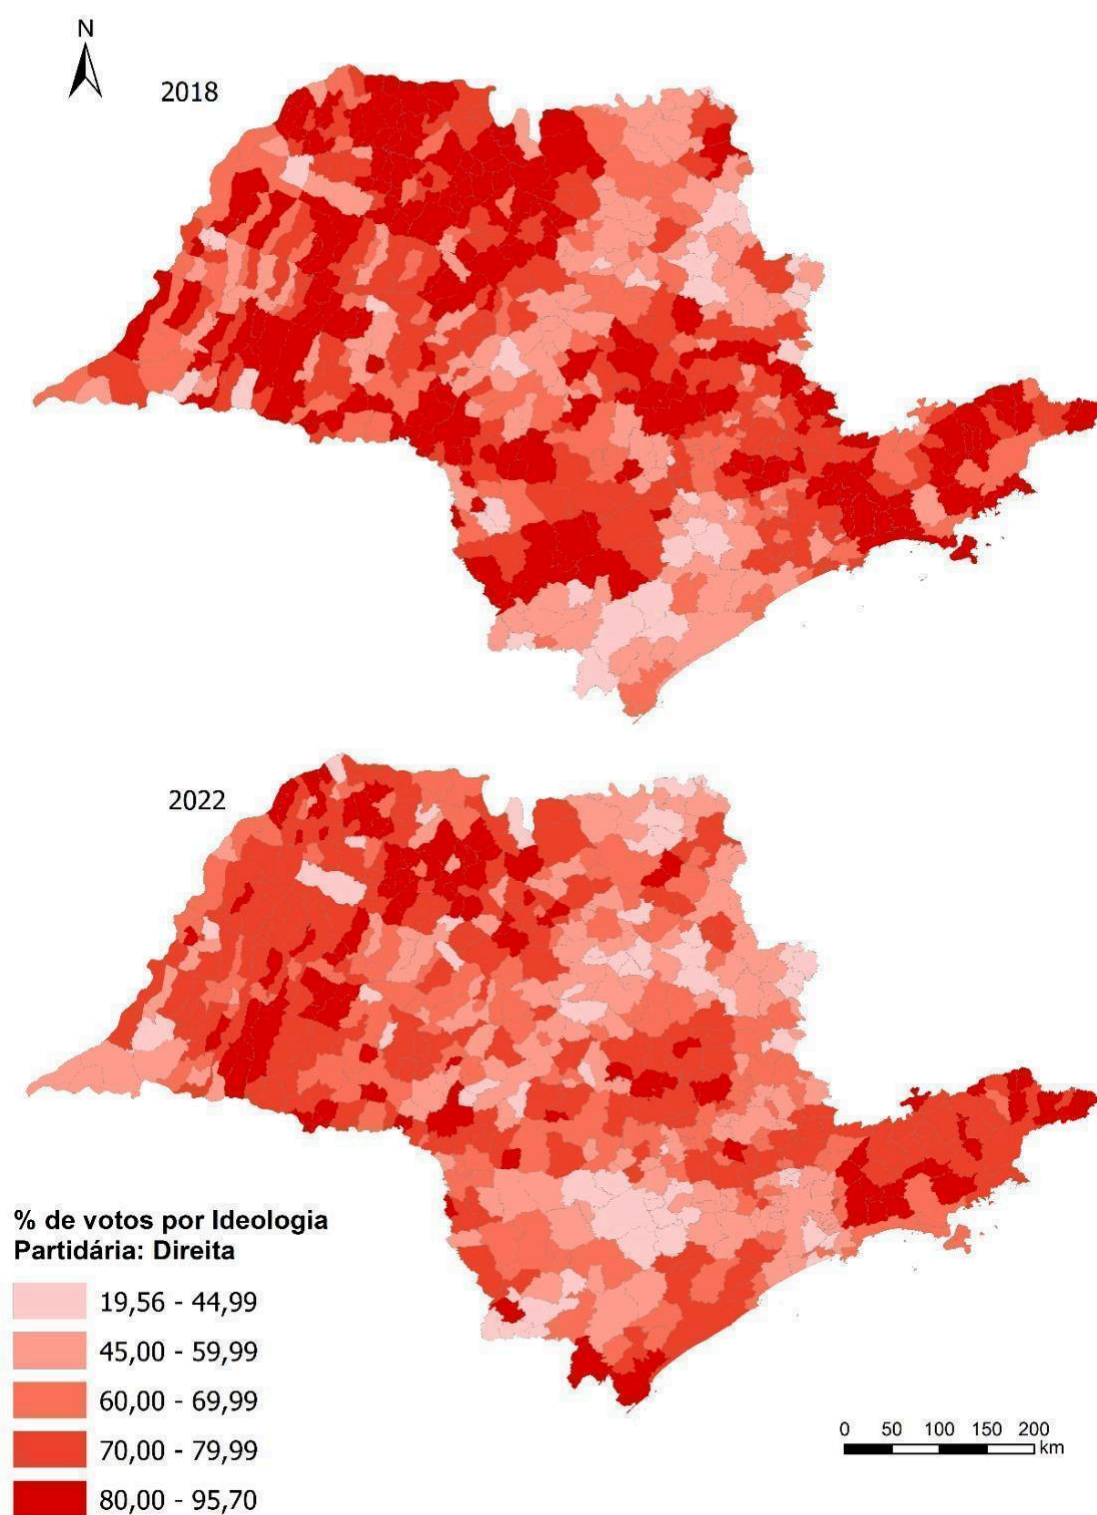 N
2018
2022
% de votos por Ideologia
Partidária: Direita
19,56 - 44,99
45,00 - 59,99
60,00 - 69,99
70,00 - 79,99
80,00 - 95,70
0 50 100 150 200
km